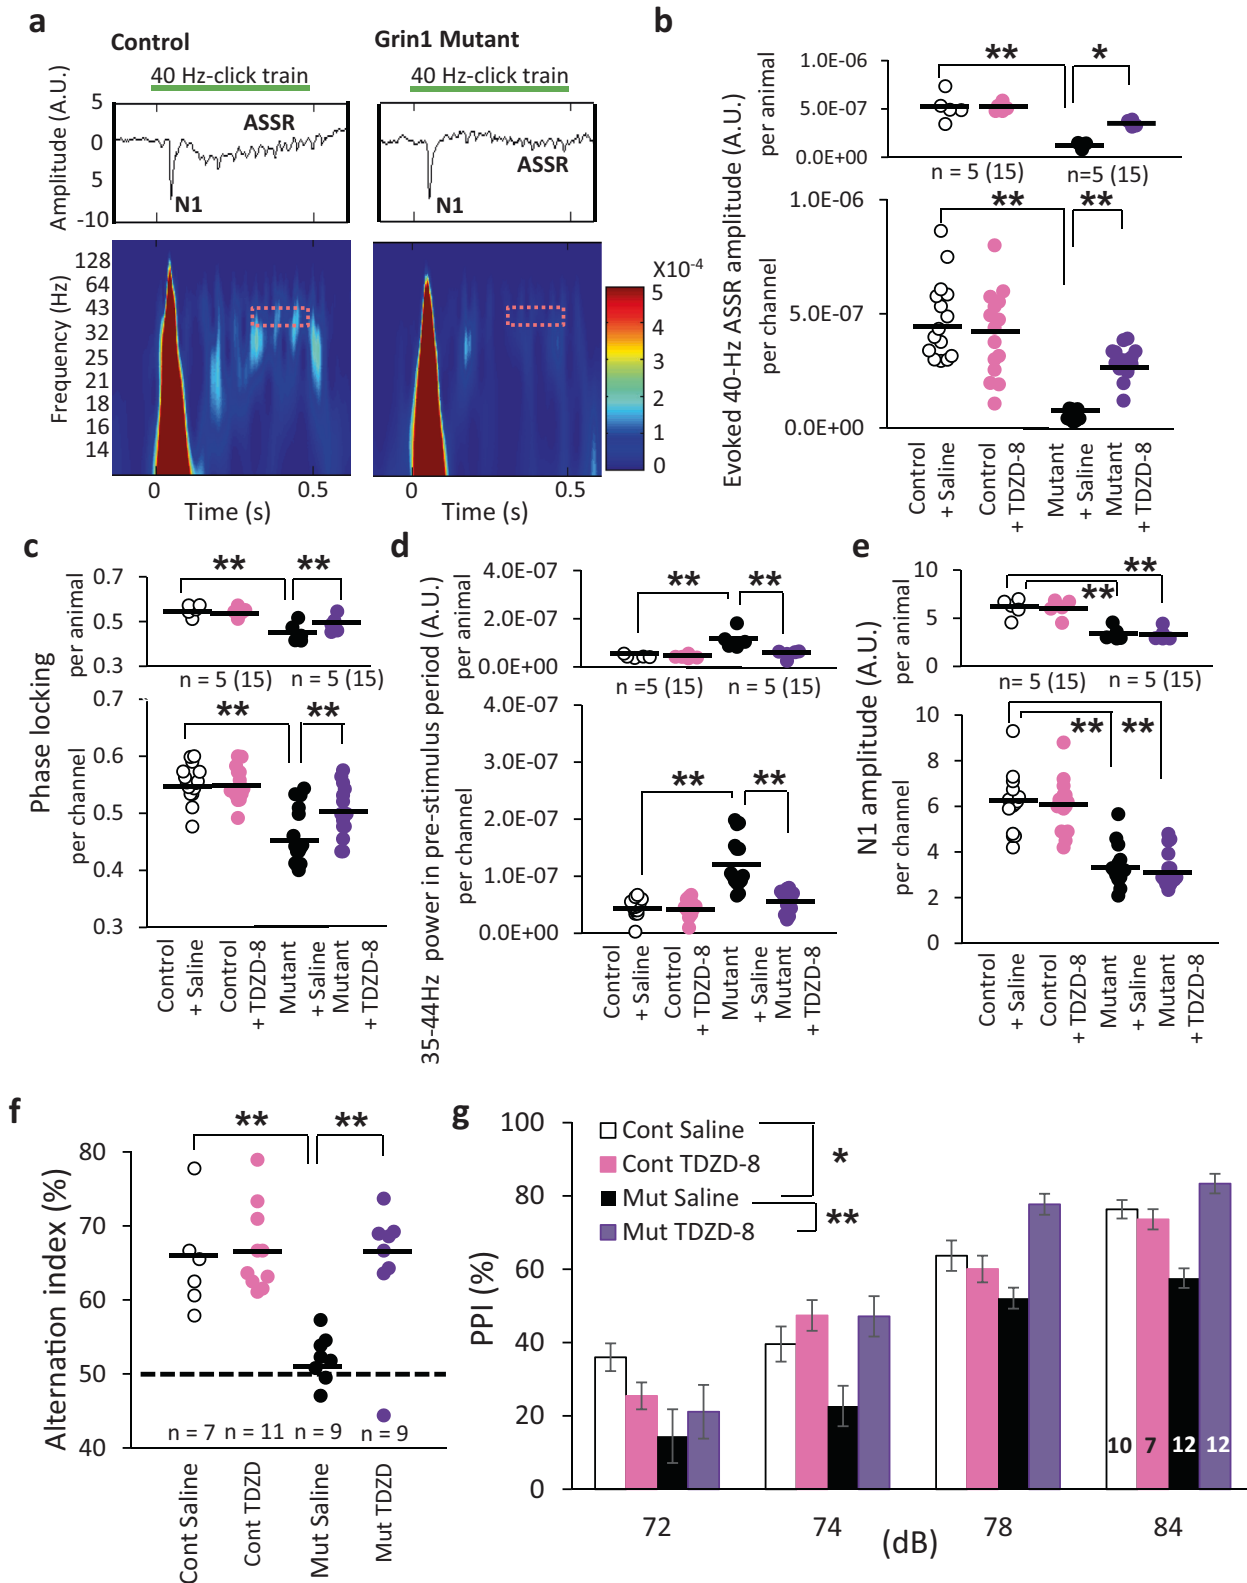 a
Control
Grin1 Mutant
40 Hz-click train
40 Hz-click train
Amplitude (A.U.)
5
0
5
-10
ASSR
N1
ASSR
N1
Frequency (Hz)
128
64
43
32
25
21
18
16
14
0
0.5
Time (s)
0
0.5
Time (s)
X10-4
5
4
3
2
1
0
b
Evoked 40-Hz ASSR amplitude (A.U.)
per animal
1.0E-06
5.0E-07
0.0E+00
**
*
n = 5 (15)
n=5 (15)
per channel
1.0E-06
5.0E-07
0.0E+00
**
**
Control
+ Saline
Control
+ TDZD-8
Mutant
+ Saline
Mutant
+ TDZD-8
c
Phase locking
per animal
0.7
0.5
0.3
**
**
n = 5 (15)
n = 5 (15)
per channel
0.7
0.6
0.5
0.4
0.3
**
**
Control
+ Saline
Control
+ TDZD-8
Mutant
+ Saline
Mutant
+ TDZD-8
d
35-44Hz power in pre-stimulus period (A.U.)
per animal
4.0E-07
2.0E-07
0.0E+00
**
**
n =5 (15)
n = 5 (15)
per channel
4.0E-07
3.0E-07
2.0E-07
1.0E-07
0.0E+00
**
**
Control
+ Saline
Control
+ TDZD-8
Mutant
+ Saline
Mutant
+ TDZD-8
e
N1 amplitude (A.U.)
per animal
10
5
0
**
**
n= 5 (15)
n = 5 (15)
per channel
10
8
6
4
2
0
**
**
Control
+ Saline
Control
+ TDZD-8
Mutant
+ Saline
Mutant
+ TDZD-8
f
Alternation index (%)
80
70
60
50
40
**
**
n = 7
n = 11
n = 9
n = 9
Cont Saline
Cont TDZD
Mut Saline
Mut TDZD
g
PPI (%)
100
80
60
40
20
0
Cont Saline
Cont TDZD-8
Mut Saline
Mut TDZD-8
*
**
10
7
12
12
72
74
78
84
(dB)